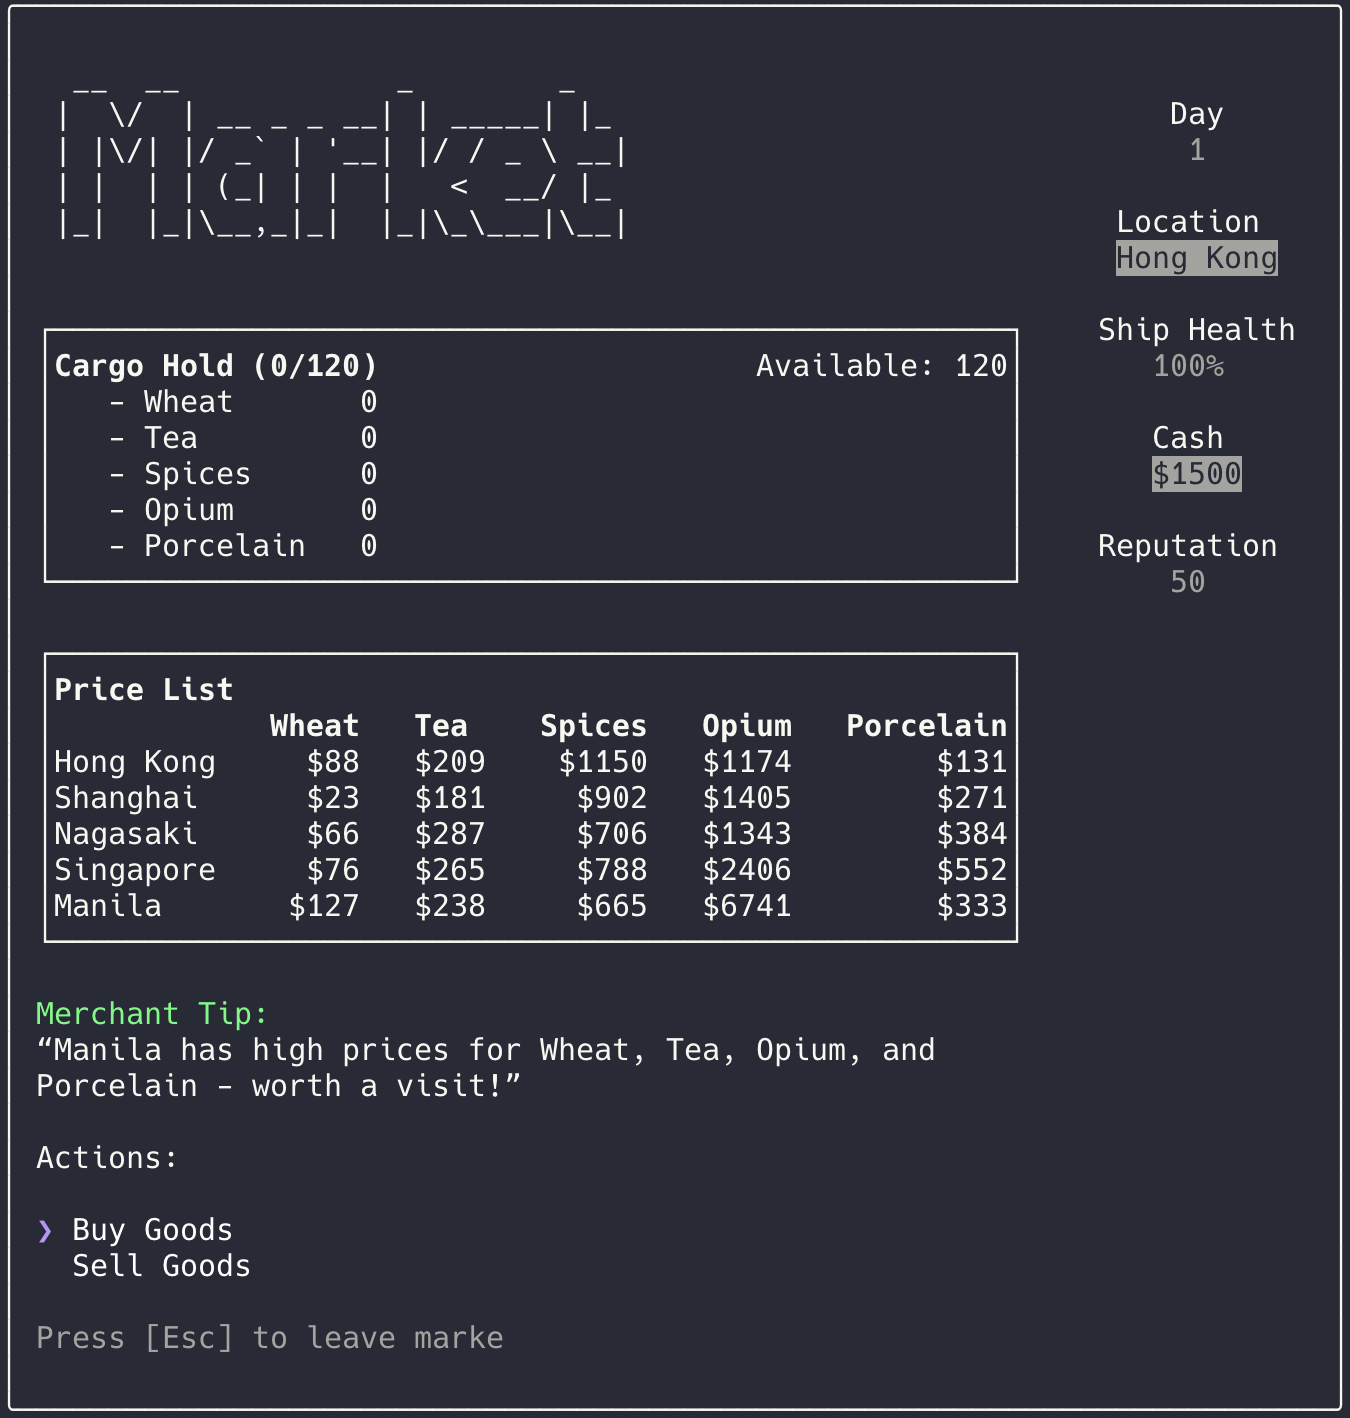 Market
Day
1
Location
Hong Kong
Ship Health
100%
Cash
$1500
Reputation
50
Cargo Hold (0/120) Available: 120
– Wheat 0
– Tea 0
– Spices 0
– Opium 0
– Porcelain 0
Price List
Wheat Tea Spices Opium Porcelain
Hong Kong $88 $209 $1150 $1174 $131
Shanghai $23 $181 $902 $1405 $271
Nagasaki $66 $287 $706 $1343 $384
Singapore $76 $265 $788 $2406 $552
Manila $127 $238 $665 $6741 $333
Merchant Tip:
“Manila has high prices for Wheat, Tea, Opium, and
Porcelain – worth a visit!”
Actions:
❯ Buy Goods
Sell Goods
Press [Esc] to leave marke